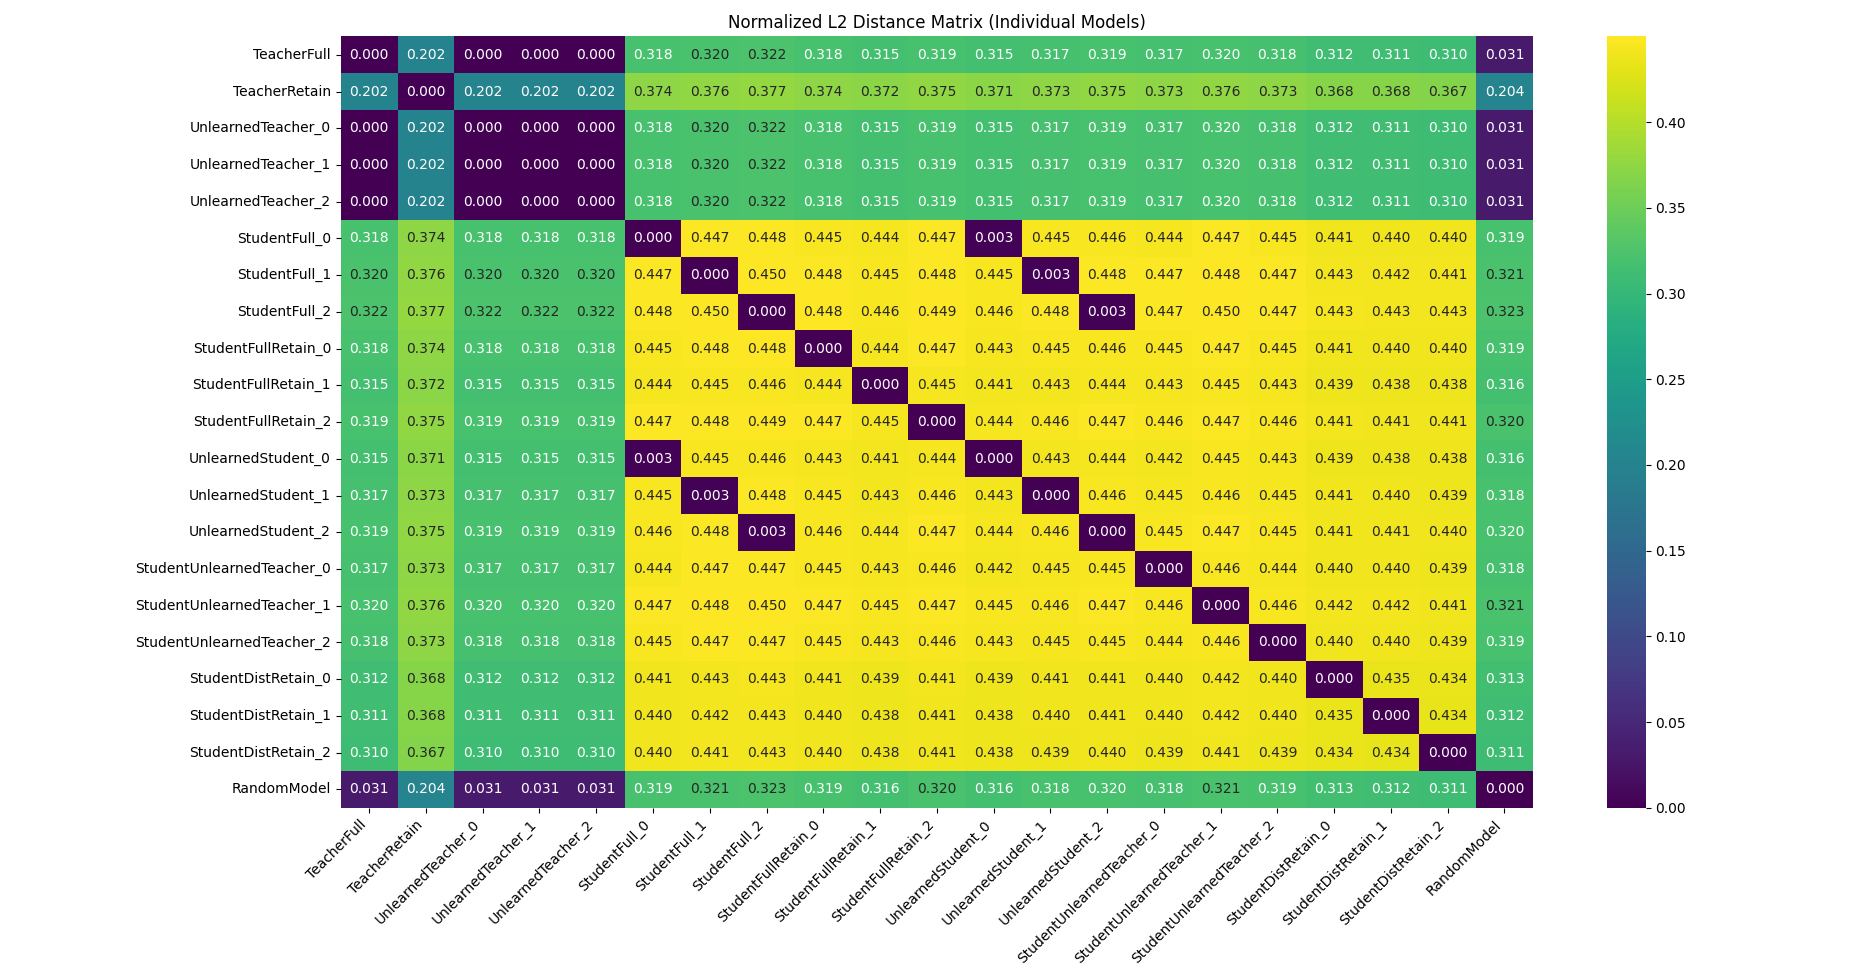 Normalized L2 Distance Matrix (Individual Models)
TeacherFull 0.000 0.202 0.000 0.000 0.000 0.318 0.320 0.322 0.318 0.315 0.319 0.315 0.317 0.319 0.317 0.320 0.318 0.312 0.311 0.310 0.031
TeacherRetain 0.202 0.000 0.202 0.202 0.202 0.374 0.376 0.377 0.374 0.372 0.375 0.371 0.373 0.375 0.373 0.376 0.373 0.368 0.368 0.367 0.204
UnlearnedTeacher_0 0.000 0.202 0.000 0.000 0.000 0.318 0.320 0.322 0.318 0.315 0.319 0.315 0.317 0.319 0.317 0.320 0.318 0.312 0.311 0.310 0.031
0.40
UnlearnedTeacher_1 0.000 0.202 0.000 0.000 0.000 0.318 0.320 0.322 0.318 0.315 0.319 0.315 0.317 0.319 0.317 0.320 0.318 0.312 0.311 0.310 0.031
UnlearnedTeacher_2 0.000 0.202 0.000 0.000 0.000 0.318 0.320 0.322 0.318 0.315 0.319 0.315 0.317 0.319 0.317 0.320 0.318 0.312 0.311 0.310 0.031
0.35
StudentFull_0 0.318 0.374 0.318 0.318 0.318 0.000 0.447 0.448 0.445 0.444 0.447 0.003 0.445 0.446 0.444 0.447 0.445 0.441 0.440 0.440 0.319
StudentFull_1 0.320 0.376 0.320 0.320 0.320 0.447 0.000 0.450 0.448 0.445 0.448 0.445 0.003 0.448 0.447 0.448 0.447 0.443 0.442 0.441 0.321
0.30
StudentFull_2 0.322 0.377 0.322 0.322 0.322 0.448 0.450 0.000 0.448 0.446 0.449 0.446 0.448 0.003 0.447 0.450 0.447 0.443 0.443 0.443 0.323
StudentFullRetain_0 0.318 0.374 0.318 0.318 0.318 0.445 0.448 0.448 0.000 0.444 0.447 0.443 0.445 0.446 0.445 0.447 0.445 0.441 0.440 0.440 0.319
0.25
StudentFullRetain_1 0.315 0.372 0.315 0.315 0.315 0.444 0.445 0.446 0.444 0.000 0.445 0.441 0.443 0.444 0.443 0.445 0.443 0.439 0.438 0.438 0.316
StudentFullRetain_2 0.319 0.375 0.319 0.319 0.319 0.447 0.448 0.449 0.447 0.445 0.000 0.444 0.446 0.447 0.446 0.447 0.446 0.441 0.441 0.441 0.320
UnlearnedStudent_0 0.315 0.371 0.315 0.315 0.315 0.003 0.445 0.446 0.443 0.441 0.444 0.000 0.443 0.444 0.442 0.445 0.443 0.439 0.438 0.438 0.316
0.20
UnlearnedStudent_1 0.317 0.373 0.317 0.317 0.317 0.445 0.003 0.448 0.445 0.443 0.446 0.443 0.000 0.446 0.445 0.446 0.445 0.441 0.440 0.439 0.318
UnlearnedStudent_2 0.319 0.375 0.319 0.319 0.319 0.446 0.448 0.003 0.446 0.444 0.447 0.444 0.446 0.000 0.445 0.447 0.445 0.441 0.441 0.440 0.320
0.15
StudentUnlearnedTeacher_0 0.317 0.373 0.317 0.317 0.317 0.444 0.447 0.447 0.445 0.443 0.446 0.442 0.445 0.445 0.000 0.446 0.444 0.440 0.440 0.439 0.318
StudentUnlearnedTeacher_1 0.320 0.376 0.320 0.320 0.320 0.447 0.448 0.450 0.447 0.445 0.447 0.445 0.446 0.447 0.446 0.000 0.446 0.442 0.442 0.441 0.321
0.10
StudentUnlearnedTeacher_2 0.318 0.373 0.318 0.318 0.318 0.445 0.447 0.447 0.445 0.443 0.446 0.443 0.445 0.445 0.444 0.446 0.000 0.440 0.440 0.439 0.319
StudentDistRetain_0 0.312 0.368 0.312 0.312 0.312 0.441 0.443 0.443 0.441 0.439 0.441 0.439 0.441 0.441 0.440 0.442 0.440 0.000 0.435 0.434 0.313
StudentDistRetain_1 0.311 0.368 0.311 0.311 0.311 0.440 0.442 0.443 0.440 0.438 0.441 0.438 0.440 0.441 0.440 0.442 0.440 0.435 0.000 0.434 0.312
0.05
StudentDistRetain_2 0.310 0.367 0.310 0.310 0.310 0.440 0.441 0.443 0.440 0.438 0.441 0.438 0.439 0.440 0.439 0.441 0.439 0.434 0.434 0.000 0.311
RandomModel 0.031 0.204 0.031 0.031 0.031 0.319 0.321 0.323 0.319 0.316 0.320 0.316 0.318 0.320 0.318 0.321 0.319 0.313 0.312 0.311 0.000
0.00
TeacherFull
TeacherRetain
UnlearnedTeacher_0
UnlearnedTeacher_1
UnlearnedTeacher_2
StudentFull_0
StudentFull_1
StudentFull_2
StudentFullRetain_0
StudentFullRetain_1
StudentFullRetain_2
UnlearnedStudent_0
UnlearnedStudent_1
UnlearnedStudent_2
StudentUnlearnedTeacher_0
StudentUnlearnedTeacher_1
StudentUnlearnedTeacher_2
StudentDistRetain_0
StudentDistRetain_1
StudentDistRetain_2
RandomModel